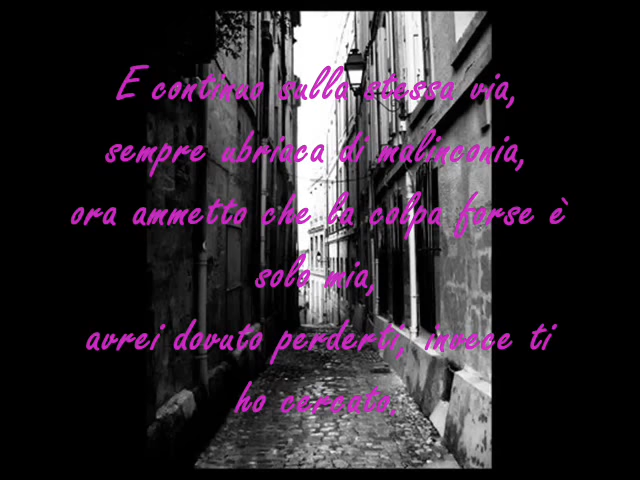 E continuo sulla stessa via,
sempre ubriaca di malinconia,
ora ammetto che la colpa forse è
solo mia,
avrei dovuto perderti, invece ti
ho cercato.